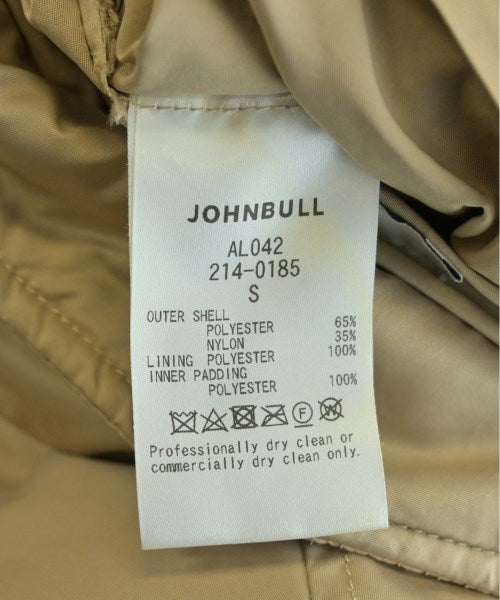 JOHNBULL
AL042
214-0185
S
OUTER SHELL
POLYESTER 65%
NYLON 35%
LINING POLYESTER 100%
INNER PADDING
POLYESTER 100%
F W
Professionally dry clean or
commercially dry clean only.